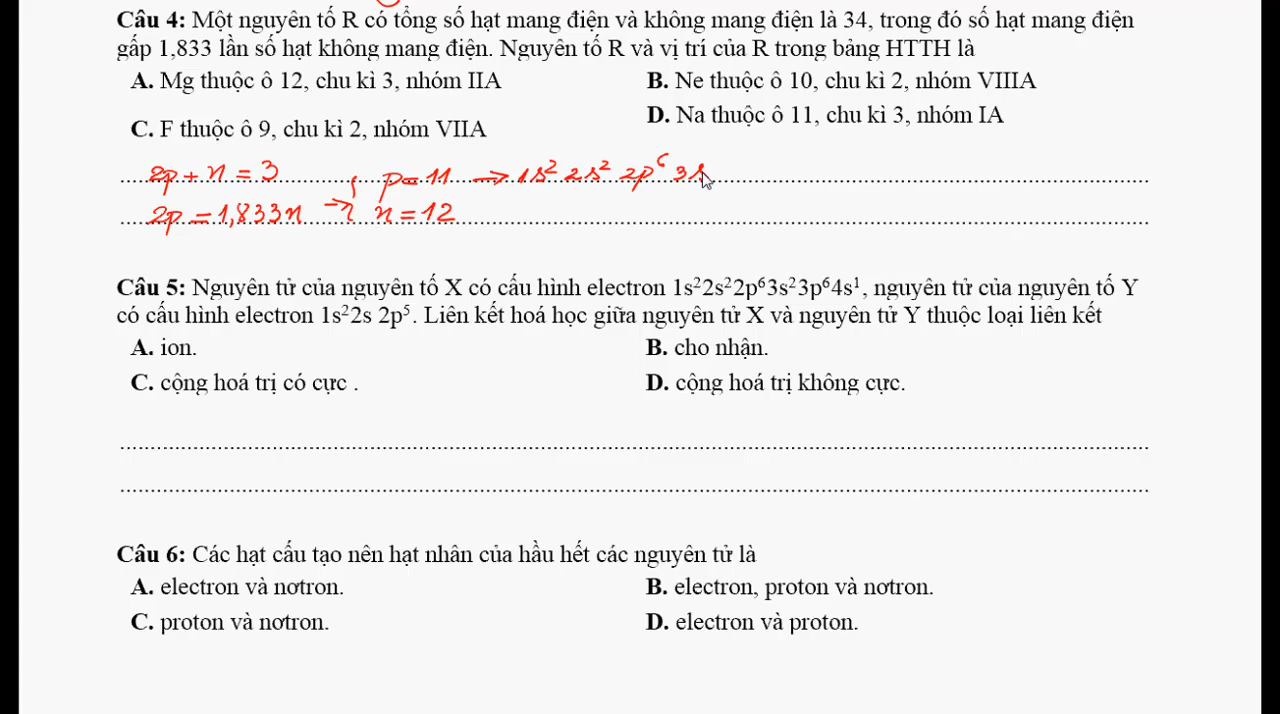 Câu 4: Một nguyên tố R có tổng số hạt mang điện và không mang điện là 34, trong đó số hạt mang điện
gấp 1,833 lần số hạt không mang điện. Nguyên tố R và vị trí của R trong bảng HTTH là
A. Mg thuộc ô 12, chu kì 3, nhóm IIA
B. Ne thuộc ô 10, chu kì 2, nhóm VIIIA
C. F thuộc ô 9, chu kì 2, nhóm VIIA
D. Na thuộc ô 11, chu kì 3, nhóm IA
2p + n = 3 { p = 11 → 1s² 2s² 2p⁶ 3s
2p = 1,833n → n = 12
Câu 5: Nguyên tử của nguyên tố X có cấu hình electron 1s²2s²2p⁶3s²3p⁶4s¹, nguyên tử của nguyên tố Y
có cấu hình electron 1s²2s 2p⁵. Liên kết hoá học giữa nguyên tử X và nguyên tử Y thuộc loại liên kết
A. ion.
B. cho nhận.
C. cộng hoá trị có cực .
D. cộng hoá trị không cực.
Câu 6: Các hạt cấu tạo nên hạt nhân của hầu hết các nguyên tử là
A. electron và nơtron.
B. electron, proton và nơtron.
C. proton và nơtron.
D. electron và proton.